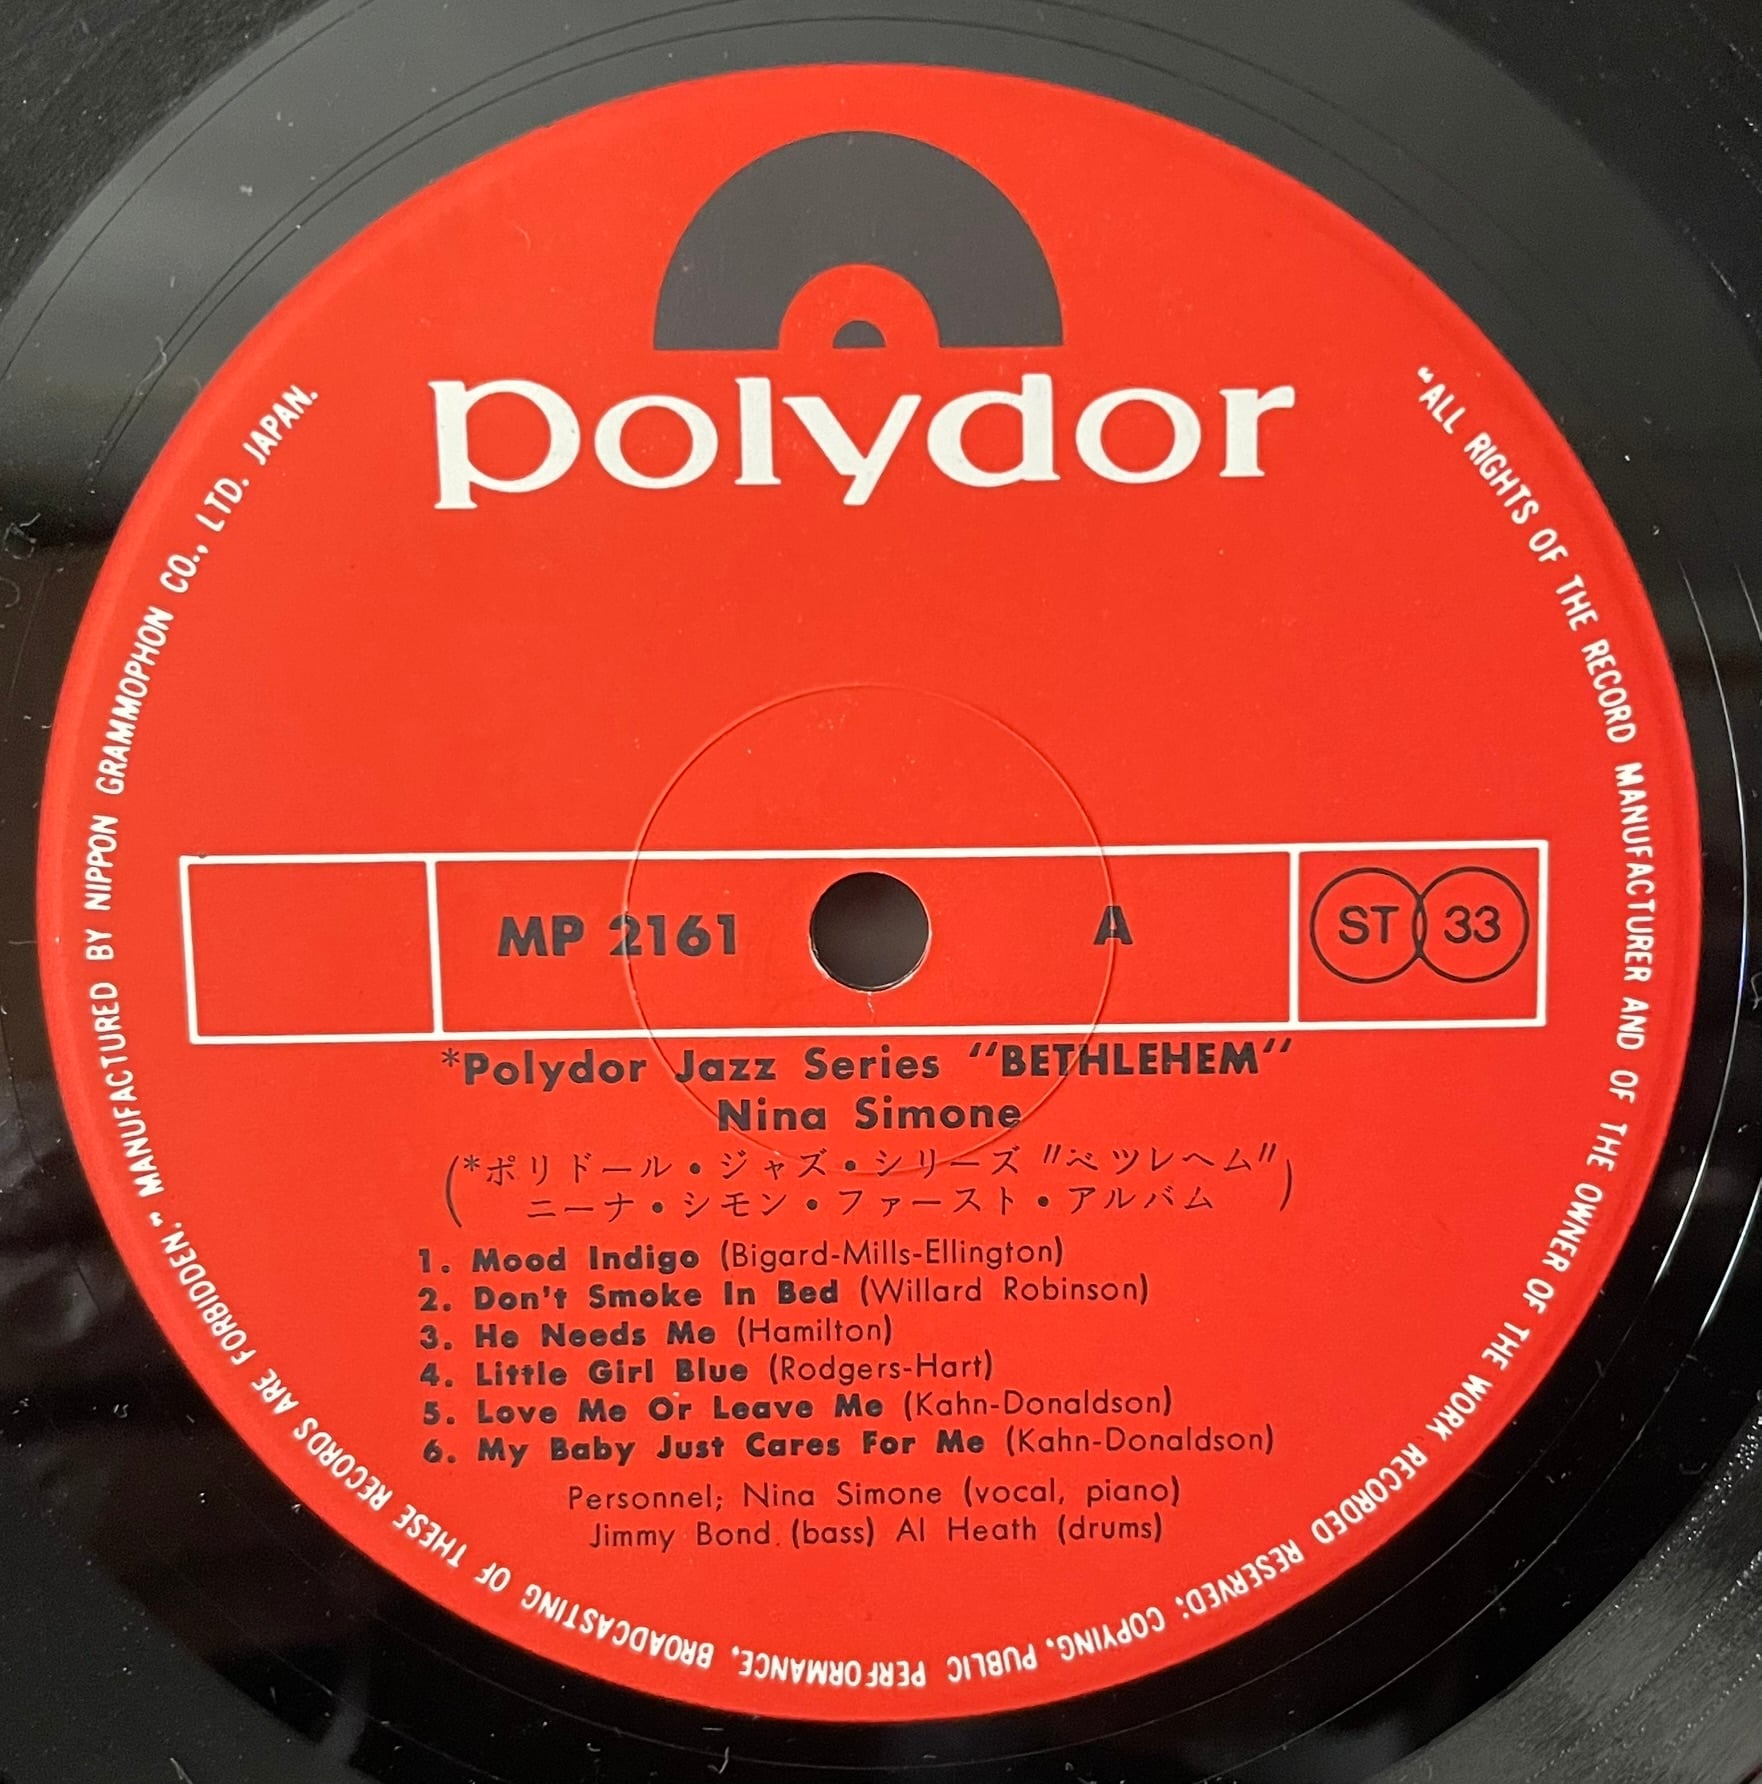 polydor
MP 2161
A
ST 33
*Polydor Jazz Series "BETHLEHEM"
Nina Simone
(*ポリドール・ジャズ・シリーズ "ベツレヘム"
ニーナ・シモン・ファースト・アルバム)
1. Mood Indigo (Bigard-Mills-Ellington)
2. Don't Smoke In Bed (Willard Robinson)
3. He Needs Me (Hamilton)
4. Little Girl Blue (Rodgers-Hart)
5. Love Me Or Leave Me (Kahn-Donaldson)
6. My Baby Just Cares For Me (Kahn-Donaldson)
Personnel; Nina Simone (vocal, piano)
Jimmy Bond (bass) Al Heath (drums)
"ALL RIGHTS OF THE RECORD MANUFACTURER AND OF THE OWNER OF THE WORK RECORDED RESERVED; COPYING, PUBLIC PERFORMANCE, BROADCASTING OF THESE RECORDS ARE FORBIDDEN." MANUFACTURED BY NIPPON GRAMMOPHON CO., LTD. JAPAN.